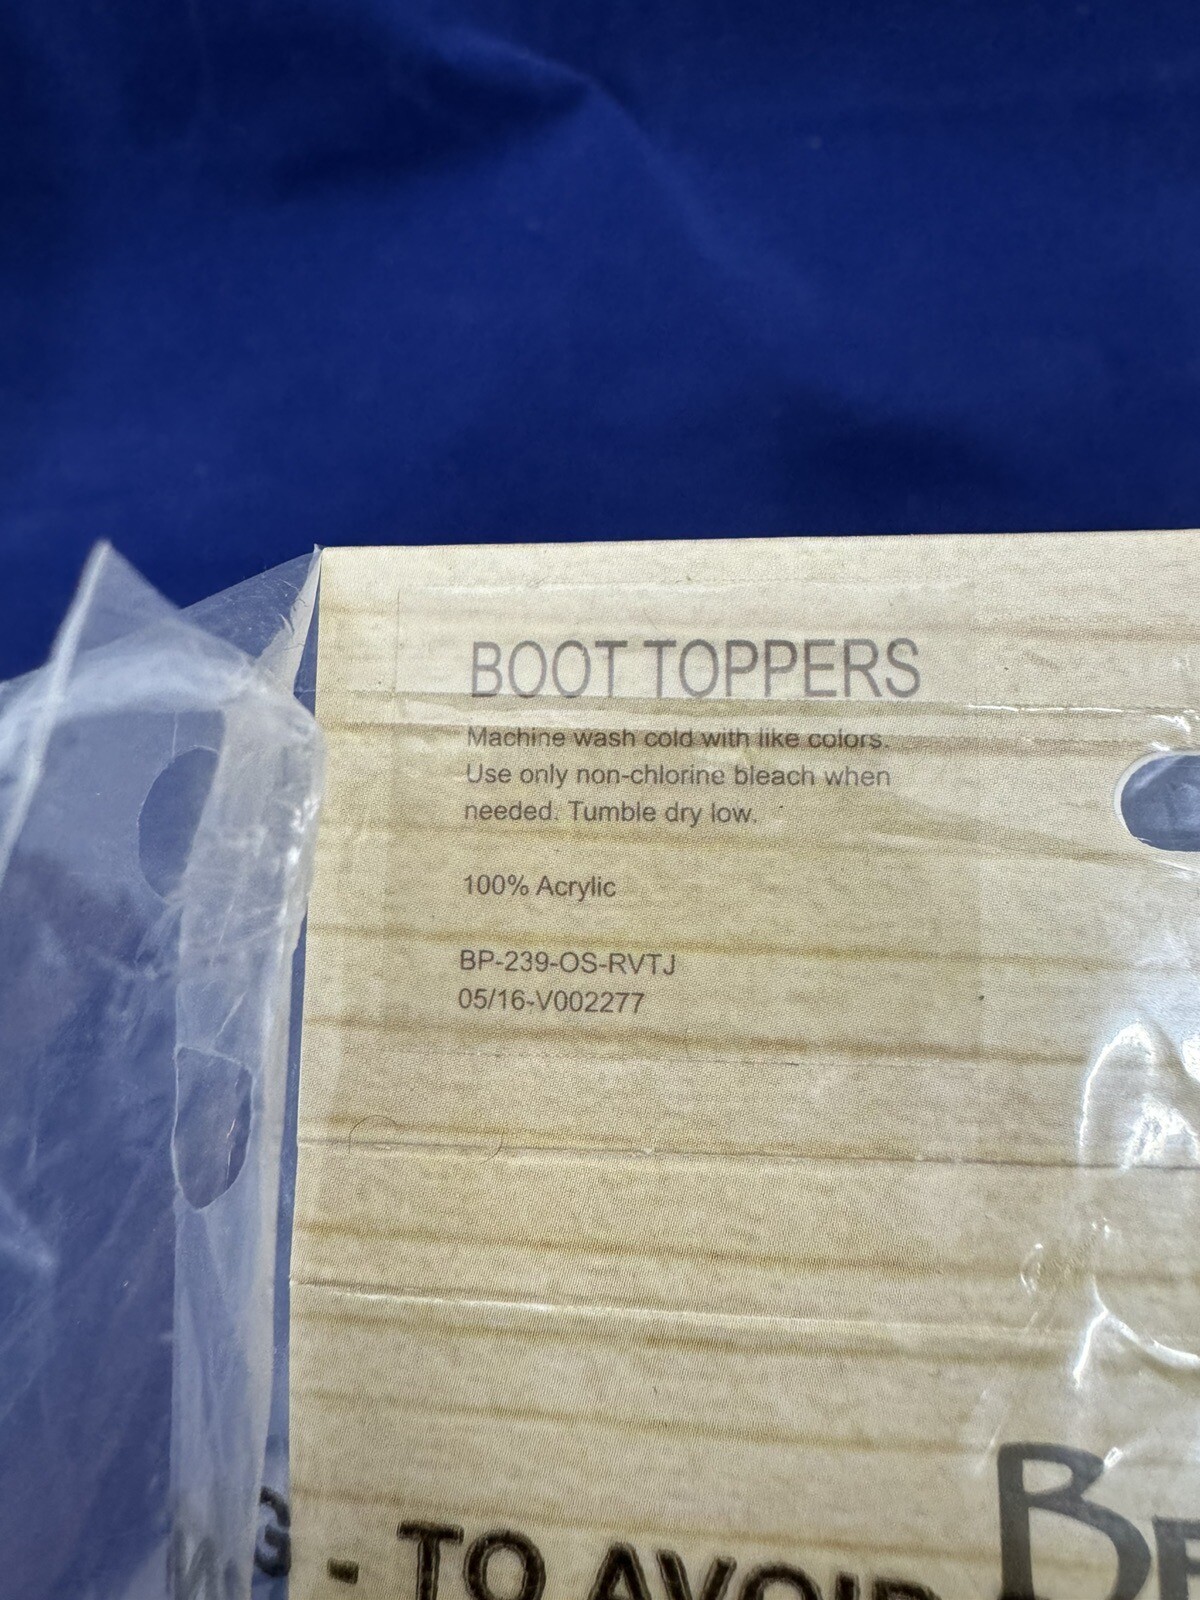 BOOT TOPPERS
Machine wash cold with like colors.
Use only non-chlorine bleach when
needed. Tumble dry low.
100% Acrylic
BP-239-OS-RVTJ
05/16-V002277
- TO AVOID